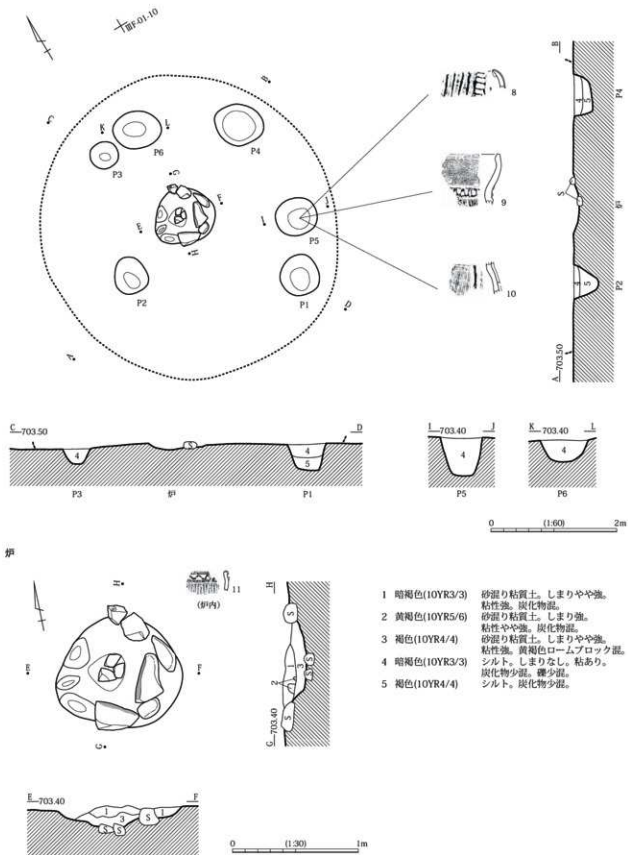 ⅢF-01-10
B
C
K
L
P6
P3
P4
G
E
F
I
J
P5
H
P2
P1
D
A
8
9
10
B
4
5
P4
S
炉
4
5
P2
A 703.50
C 703.50
D
4
S
4
5
P3
炉
P1
I 703.40 J
4
P5
K 703.40 L
4
P6
0 (1:60) 2m
炉
H
E
F
G
11
(炉内)
H
S
1
3
2
S
G 703.40
1 暗褐色(10YR3/3) 砂混り粘質土。しまりやや強。
粘性強。炭化物混。
2 黄褐色(10YR5/6) 砂混り粘質土。しまり強。
粘性やや強。炭化物混。
3 褐色(10YR4/4) 砂混り粘質土。しまりやや強。
粘性強。黄褐色ロームブロック混。
4 暗褐色(10YR3/3) シルト。しまりなし。粘あり。
炭化物少混。礫少混。
5 褐色(10YR4/4) シルト。炭化物少混。
E 703.40 F
1
3
S
1
S S
0 (1:30) 1m